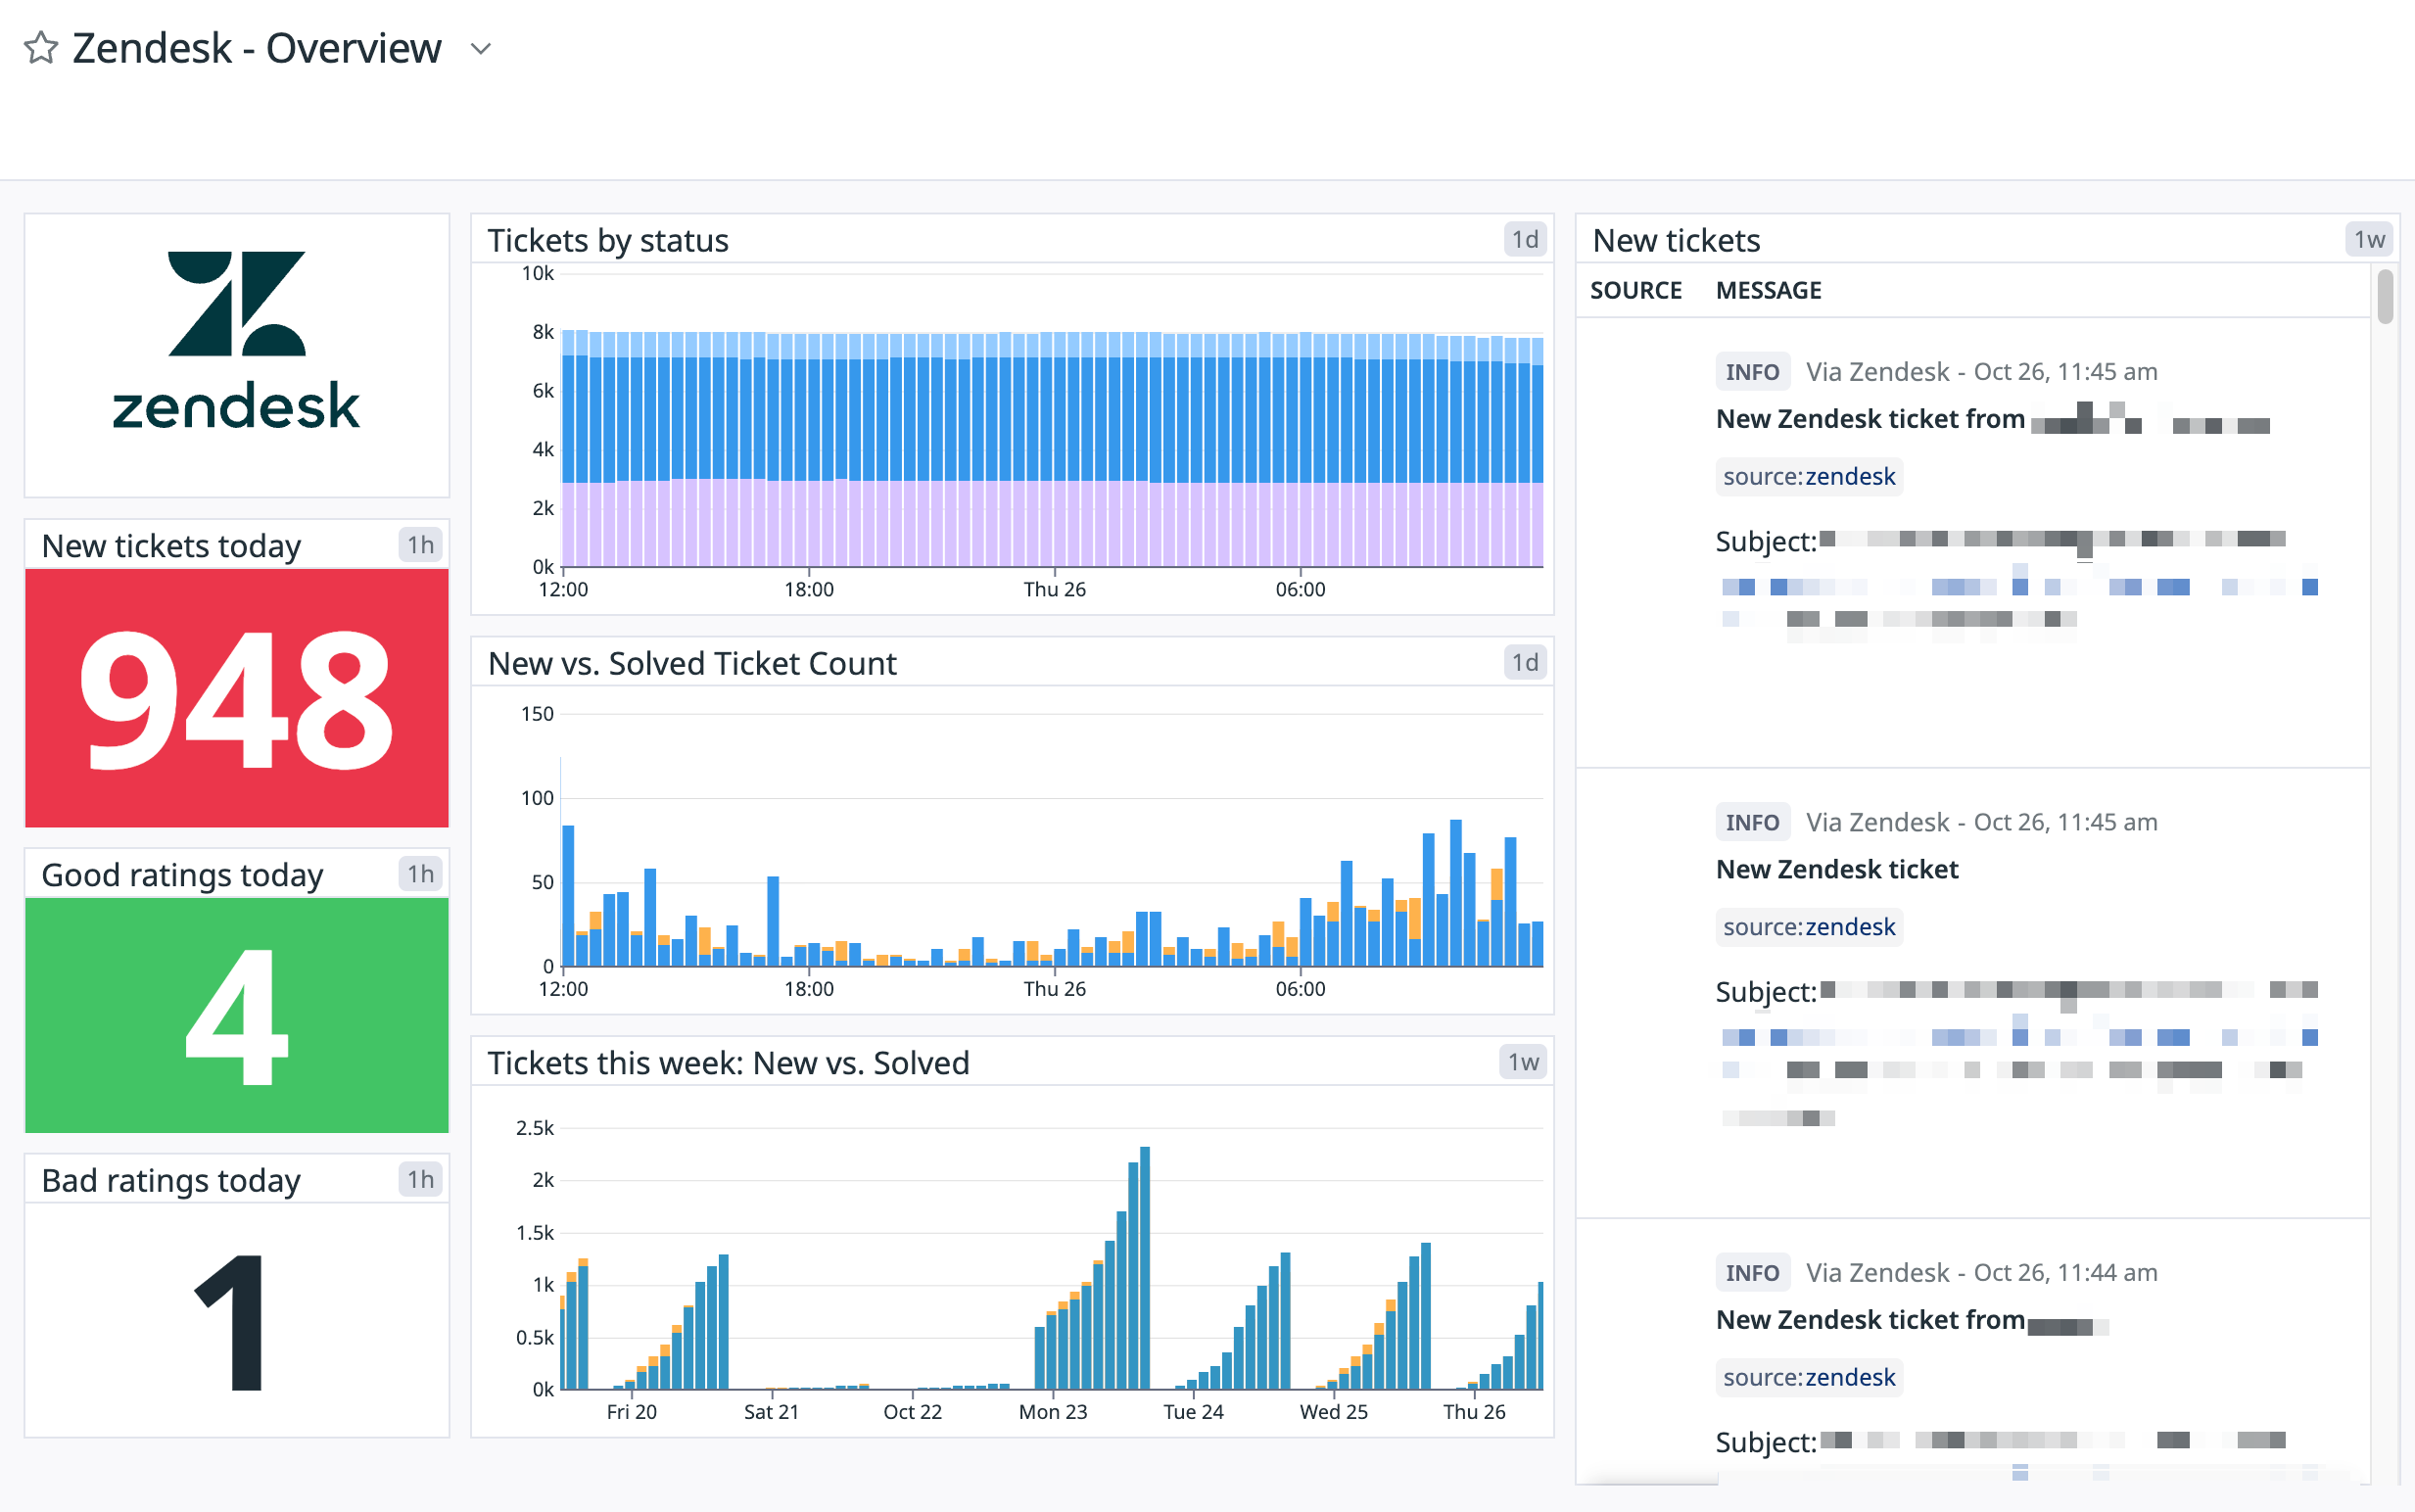 Zendesk - Overview
zendesk
New tickets today 1h
948
Good ratings today 1h
4
Bad ratings today 1h
1
Tickets by status 1d
10k
8k
6k
4k
2k
0k
12:00 18:00 Thu 26 06:00
New vs. Solved Ticket Count 1d
150
100
50
0
12:00 18:00 Thu 26 06:00
Tickets this week: New vs. Solved 1w
2.5k
2k
1.5k
1k
0.5k
0k
Fri 20 Sat 21 Oct 22 Mon 23 Tue 24 Wed 25 Thu 26
New tickets 1w
SOURCE MESSAGE
INFO Via Zendesk - Oct 26, 11:45 am
New Zendesk ticket from
source:zendesk
Subject:
INFO Via Zendesk - Oct 26, 11:45 am
New Zendesk ticket
source:zendesk
Subject:
INFO Via Zendesk - Oct 26, 11:44 am
New Zendesk ticket from
source:zendesk
Subject: